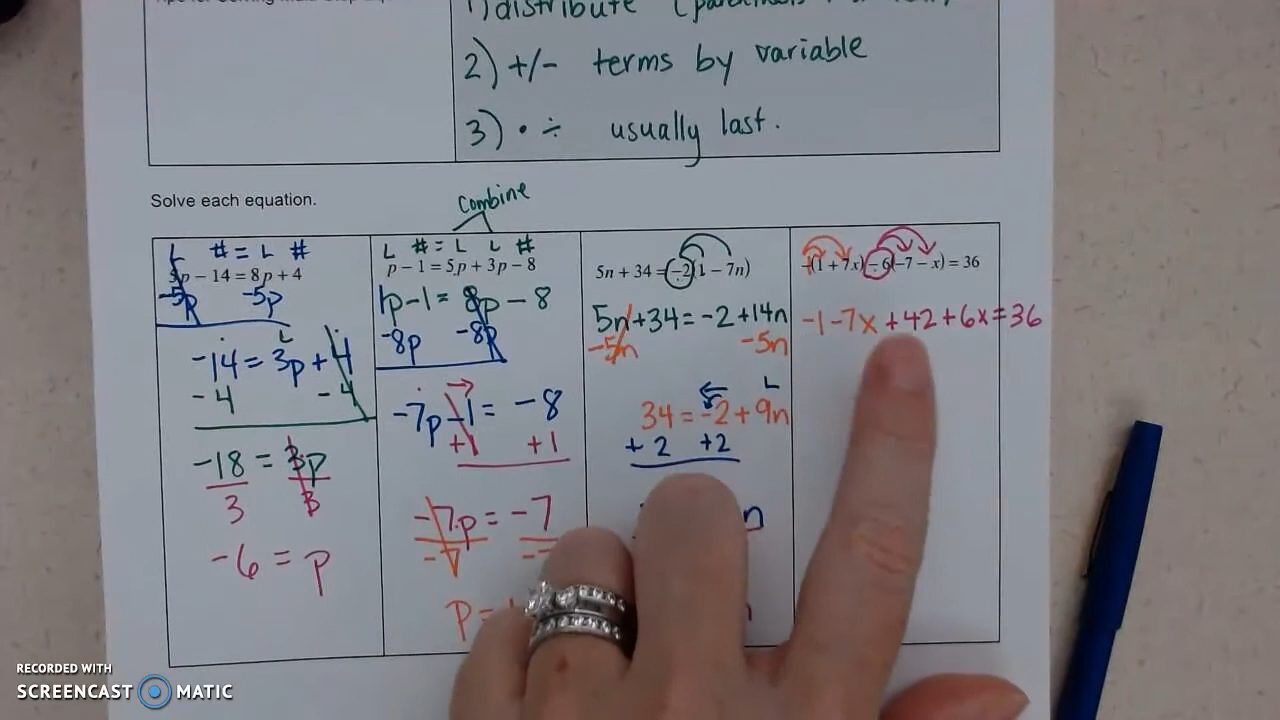 1) distribute
2) +/- terms by variable
3) • ÷ usually last.
Solve each equation.
combine
L # = L #
5p − 14 = 8p + 4
-5p -5p
L
-14 = 3p + 4
-4 -4
-18 = 3p
3 3
-6 = p
L # = L L #
p − 1 = 5p + 3p − 8
1p - 1 = 8p - 8
-8p -8p
-7p - 1 = -8
+1 +1
-7p = -7
-7
p =
5n + 34 = −2(1 − 7n)
5n + 34 = -2 + 14n
-5n -5n
L
34 = -2 + 9n
+2 +2
n
−(1 + 7x) − 6(−7 − x) = 36
-1 - 7x + 42 + 6x = 36
RECORDED WITH
SCREENCAST MATIC